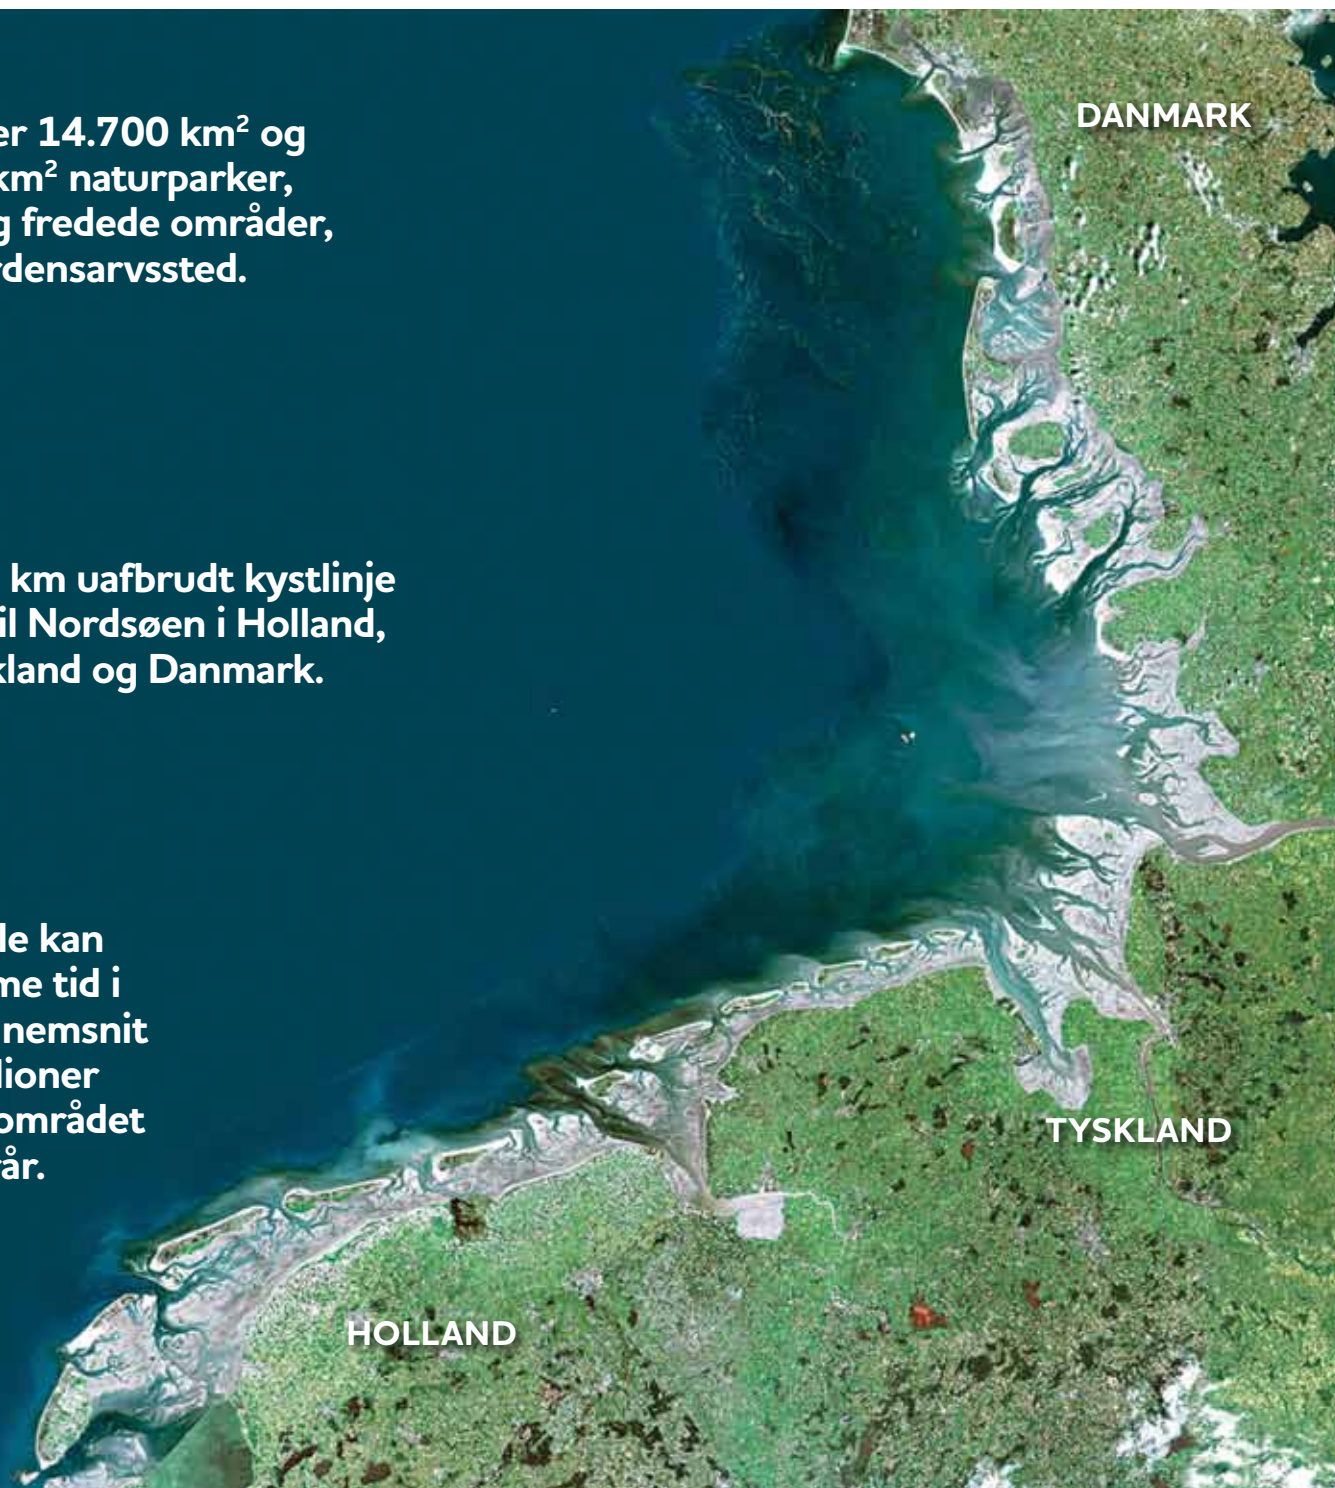 er 14.700 km² og
km² naturparker,
g fredede områder,
rdensarvssted.
km uafbrudt kystlinje
il Nordsøen i Holland,
kland og Danmark.
le kan
me tid i
nemsnit
lioner
området
rår.
DANMARK
TYSKLAND
HOLLAND